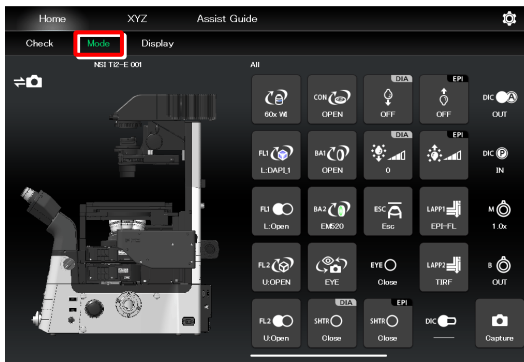 Home XYZ Assist Guide
Check Mode Display
NSI Ti2-E 001 All
DIA EPI
60x WI CON OPEN OFF OFF DIC A OUT
DIA EPI
FL1 L:DAPI_1 BA1 OPEN 0 DIC P IN
FL1 L:Open BA2 EM520 ESC Esc LAPP1 EPI-FL M 1.0x
FL2 U:OPEN EYE EYE Close LAPP2 TIRF B OUT
DIA EPI
FL2 U:Open SHTR Close SHTR Close DIC Capture